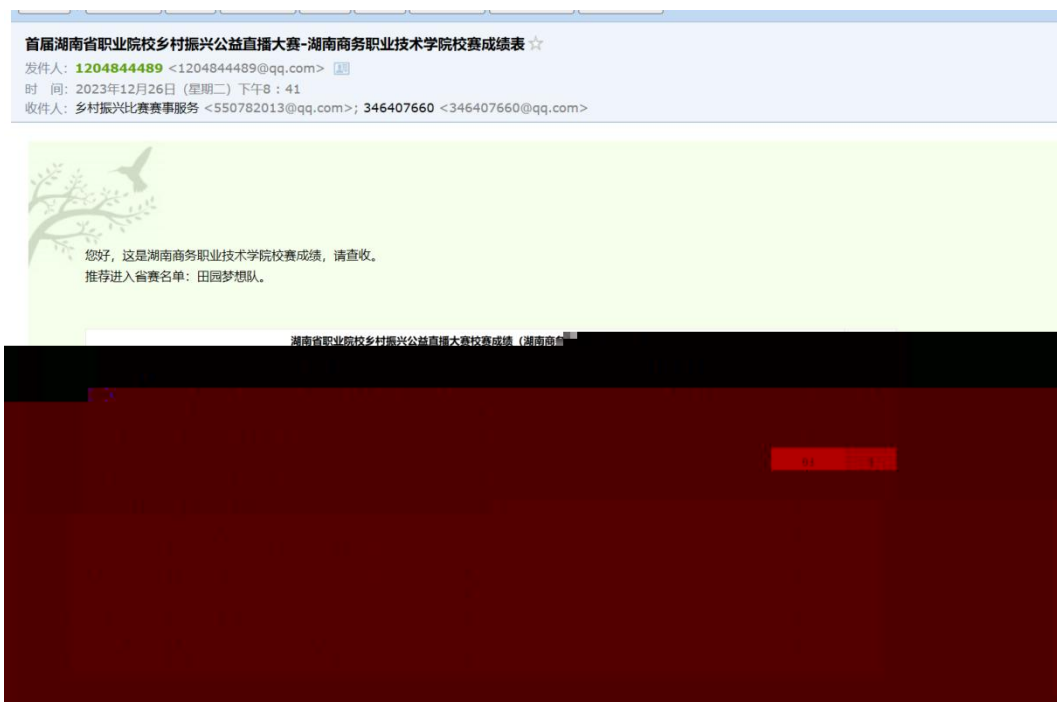 首届湖南省职业院校乡村振兴公益直播大赛-湖南商务职业技术学院校赛成绩表
发件人：1204844489 <1204844489@qq.com>
时 间：2023年12月26日 (星期二) 下午8：41
收件人：乡村振兴比赛赛事服务 <550782013@qq.com>; 346407660 <346407660@qq.com>
您好，这是湖南商务职业技术学院校赛成绩，请查收。
推荐进入省赛名单：田园梦想队。
湖南省职业院校乡村振兴公益直播大赛校赛成绩（湖南商